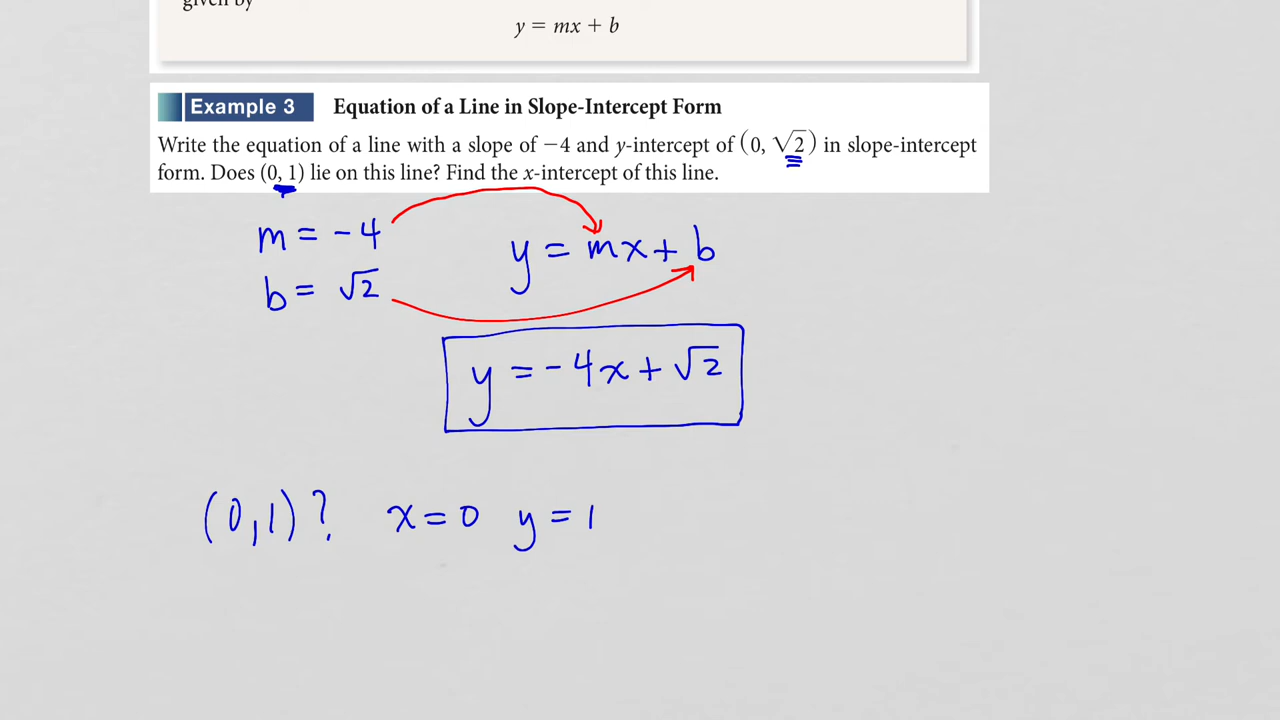 given by
y = mx + b
Example 3 Equation of a Line in Slope-Intercept Form
Write the equation of a line with a slope of −4 and y-intercept of (0, √2) in slope-intercept
form. Does (0, 1) lie on this line? Find the x-intercept of this line.
m = -4
y = mx + b
b = √2
y = -4x + √2
(0,1)? x = 0 y = 1